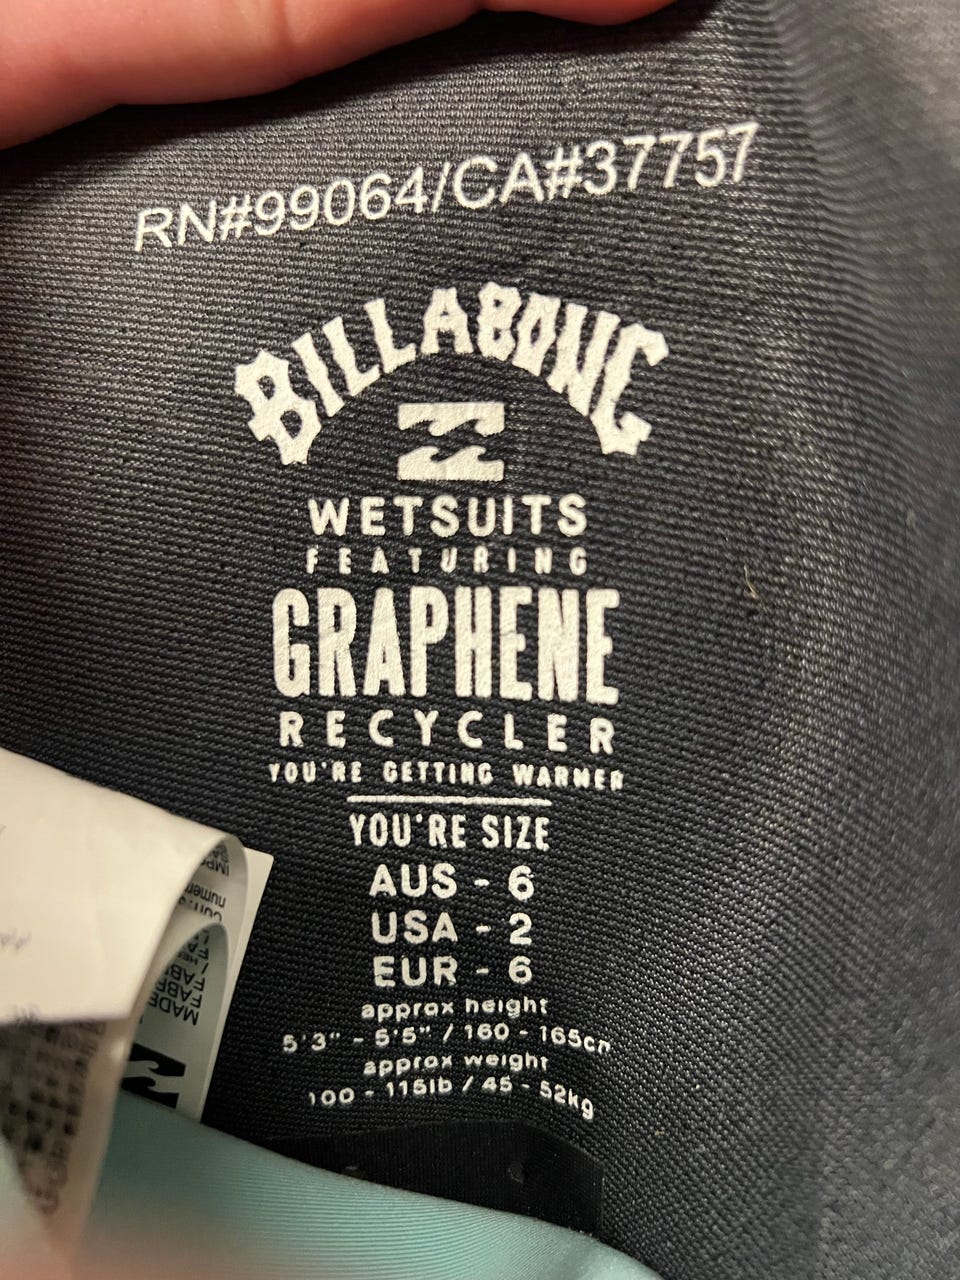 RN#99064/CA#37757
BILLABONG
WETSUITS
FEATURING
GRAPHENE
RECYCLER
YOU'RE GETTING WARMER
YOU'RE SIZE
AUS - 6
USA - 2
EUR - 6
approx height
5'3" - 5'5" / 160 - 165cm
approx weight
100 - 115lb / 45 - 52kg
MADE